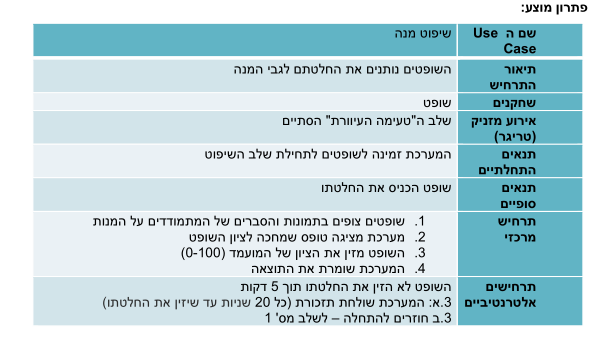 פתרון מוצע:
שם ה Use Case
שיפוט מנה
תיאור התרחיש
השופטים נותנים את החלטתם לגבי המנה
שחקנים
שופט
אירוע מזניק (טריגר)
שלב ה"טעימה העיוורת" הסתיים
תנאים התחלתיים
המערכת זמינה לשופטים לתחילת שלב השיפוט
תנאים סופיים
שופט הכניס את החלטתו
תרחיש מרכזי
1. שופטים צופים בתמונות והסברים של המתמודדים על המנות
2. מערכת מציגה טופס שמחכה לציון השופט
3. השופט מזין את הציון של המועמד (0-100)
4. המערכת שומרת את התוצאה
תרחישים אלטרנטיביים
השופט לא הזין את החלטתו תוך 5 דקות
3.א: המערכת שולחת תזכורת (כל 20 שניות עד שיזין את החלטתו)
3.ב חוזרים להתחלה – לשלב מס' 1